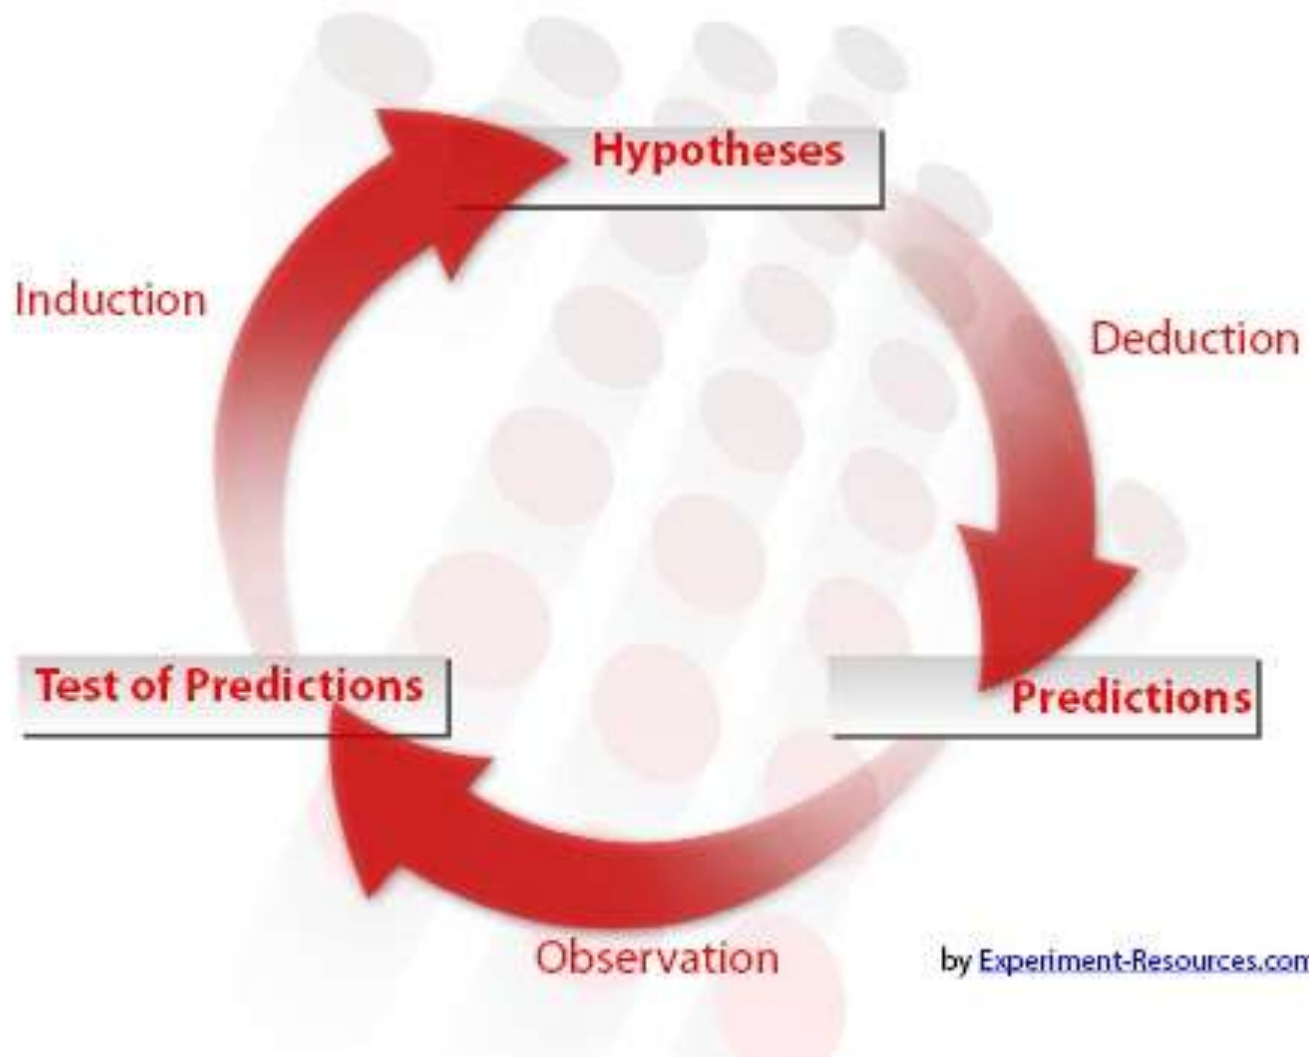 Hypotheses
Induction
Deduction
Test of Predictions
Predictions
Observation
by Experiment-Resources.com